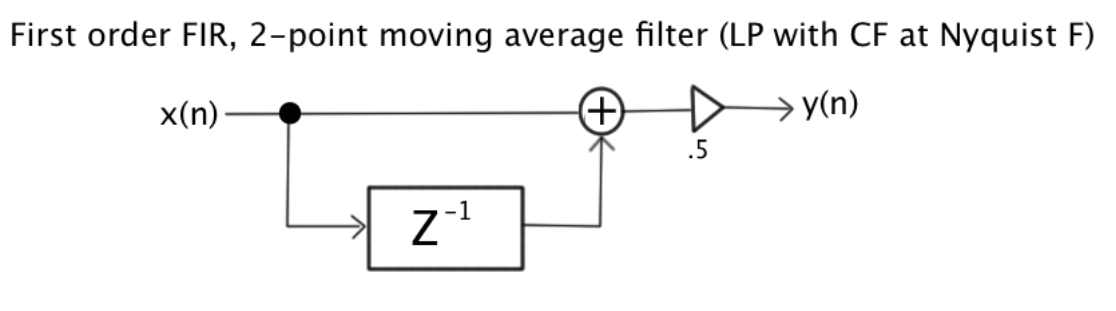 First order FIR, 2-point moving average filter (LP with CF at Nyquist F)
x(n)
+
y(n)
.5
Z⁻¹